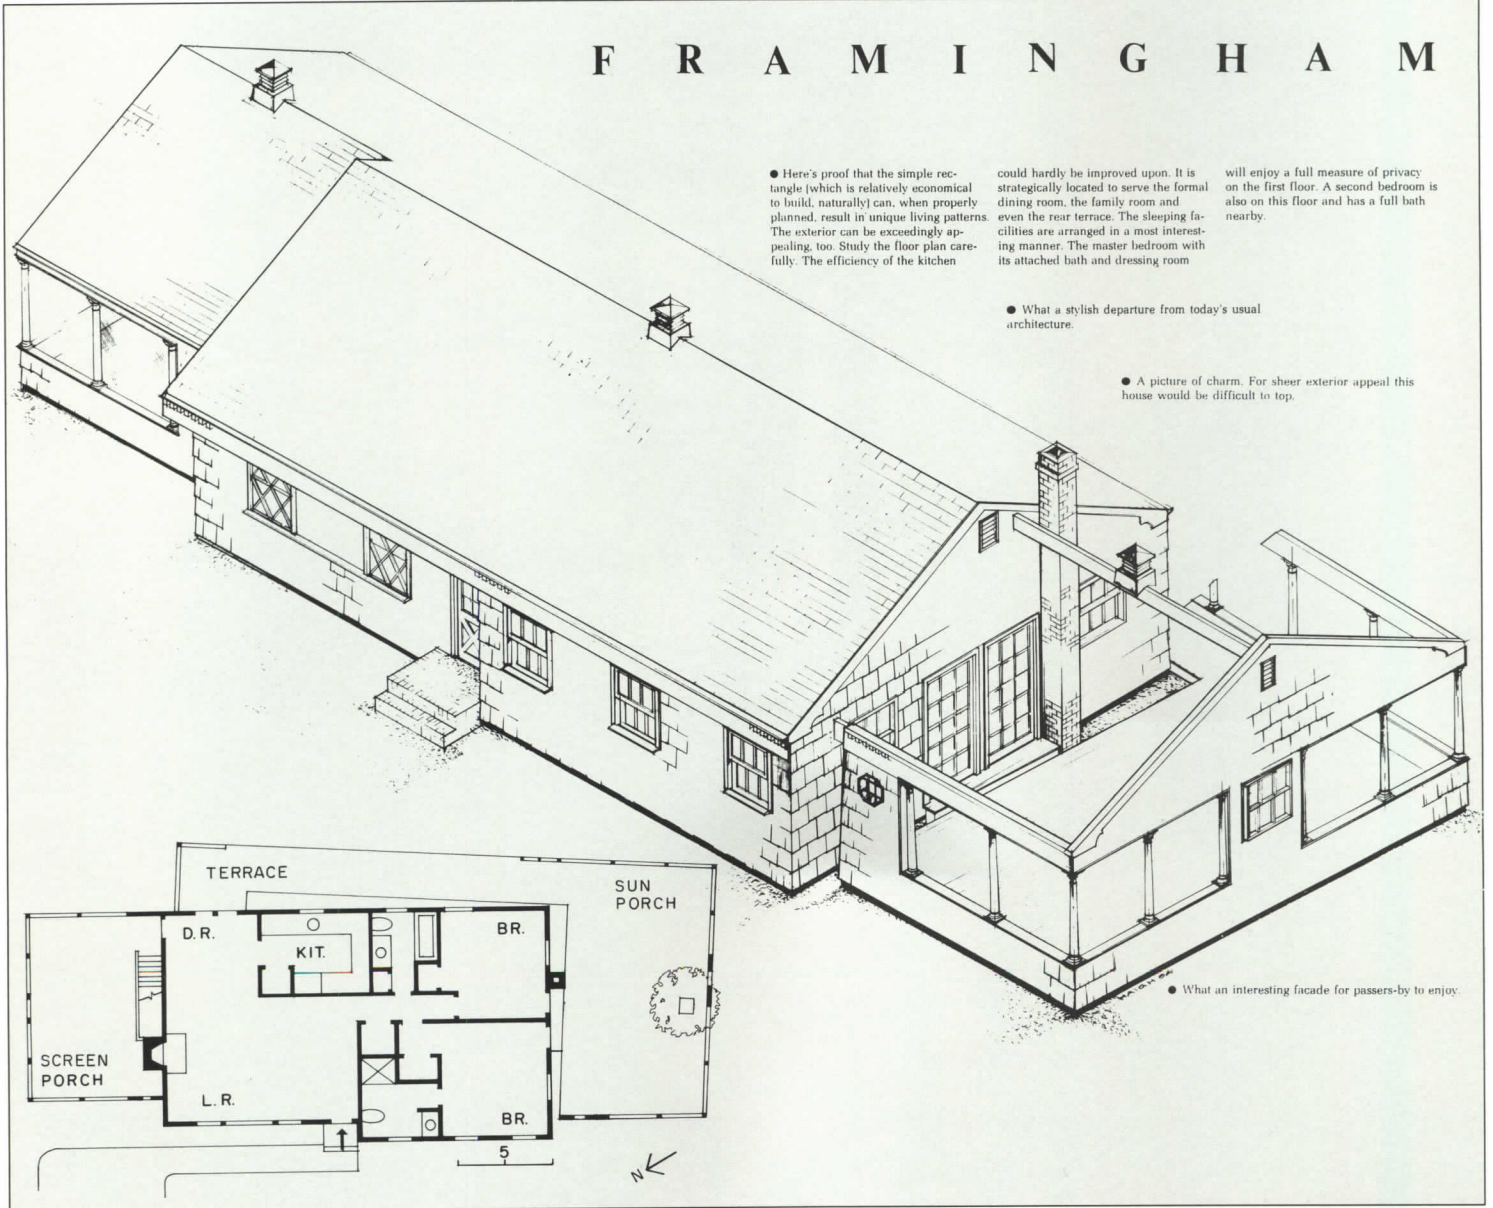 FRAMINGHAM
● Here's proof that the simple rec-
tangle (which is relatively economical
to build, naturally) can, when properly
planned, result in unique living patterns.
The exterior can be exceedingly ap-
pealing, too. Study the floor plan care-
fully. The efficiency of the kitchen
could hardly be improved upon. It is
strategically located to serve the formal
dining room, the family room and
even the rear terrace. The sleeping fa-
cilities are arranged in a most interest-
ing manner. The master bedroom with
its attached bath and dressing room
will enjoy a full measure of privacy
on the first floor. A second bedroom is
also on this floor and has a full bath
nearby.
● What a stylish departure from today's usual
architecture.
● A picture of charm. For sheer exterior appeal this
house would be difficult to top.
HAIGH 82
● What an interesting facade for passers-by to enjoy.
TERRACE
SUN
PORCH
D.R.
KIT.
BR.
SCREEN
PORCH
L.R.
BR.
5
N